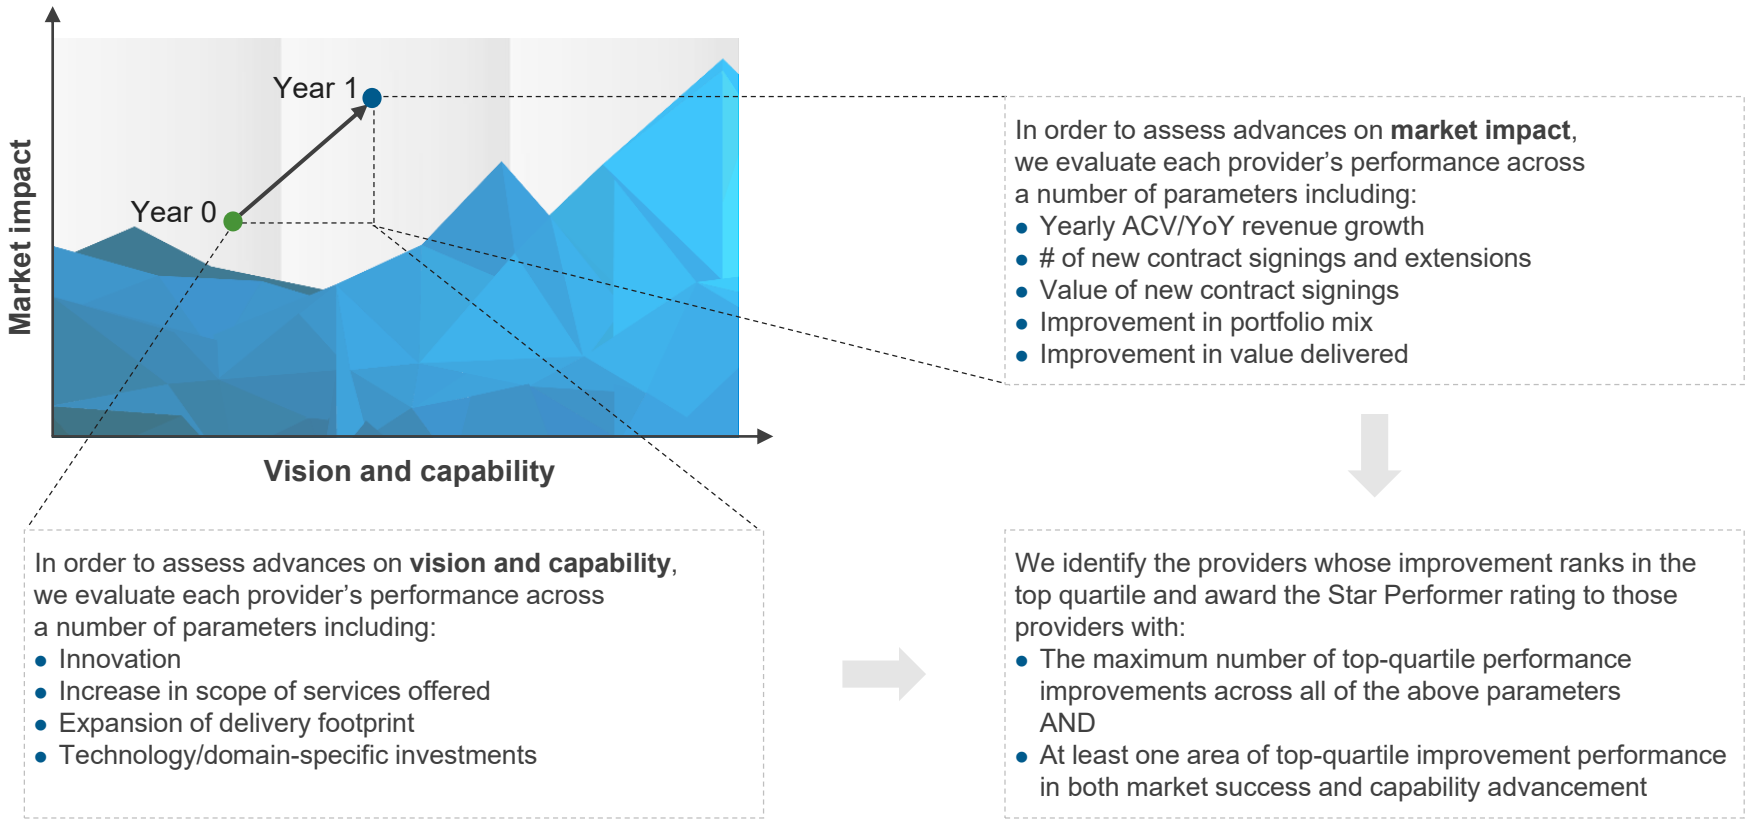 Year 1
Year 0
Market impact
Vision and capability
In order to assess advances on market impact,
we evaluate each provider’s performance across
a number of parameters including:
● Yearly ACV/YoY revenue growth
● # of new contract signings and extensions
● Value of new contract signings
● Improvement in portfolio mix
● Improvement in value delivered
In order to assess advances on vision and capability,
we evaluate each provider’s performance across
a number of parameters including:
● Innovation
● Increase in scope of services offered
● Expansion of delivery footprint
● Technology/domain-specific investments
We identify the providers whose improvement ranks in the
top quartile and award the Star Performer rating to those
providers with:
● The maximum number of top-quartile performance
improvements across all of the above parameters
AND
● At least one area of top-quartile improvement performance
in both market success and capability advancement